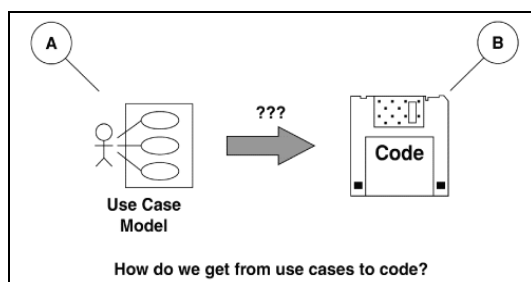 A
B
???
Code
Use Case
Model
How do we get from use cases to code?